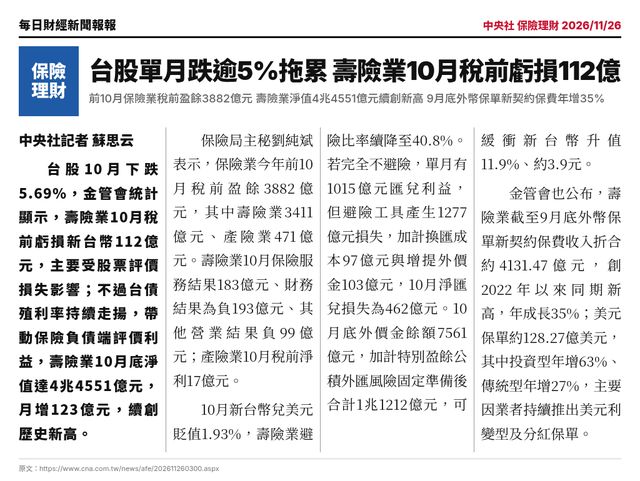 每日財經新聞報報
中央社 保險理財 2026/11/26
保險
理財
台股單月跌逾5%拖累 壽險業10月稅前虧損112億
前10月保險業稅前盈餘3882億元 壽險業淨值4兆4551億元續創新高 9月底外幣保單新契約保費年增35%
中央社記者 蘇思云
台股10月下跌
5.69%，金管會統計
顯示，壽險業10月稅
前虧損新台幣112億
元，主要受股票評價
損失影響；不過台債
殖利率持續走揚，帶
動保險負債端評價利
益，壽險業10月底淨
值達4兆4551億元，
月增123億元，續創
歷史新高。
保險局主秘劉純斌
表示，保險業今年前10
月稅前盈餘3882億
元，其中壽險業3411
億元、產險業471億
元。壽險業10月保險服
務結果183億元、財務
結果為負193億元、其
他營業結果負99億
元；產險業10月稅前淨
利17億元。
10月新台幣兌美元
貶值1.93%，壽險業避
險比率續降至40.8%。
若完全不避險，單月有
1015億元匯兌利益，
但避險工具產生1277
億元損失，加計換匯成
本97億元與增提外價
金103億元，10月淨匯
兌損失為462億元。10
月底外價金餘額7561
億元，加計特別盈餘公
積外匯風險固定準備後
合計1兆1212億元，可
緩衝新台幣升值
11.9%、約3.9元。
金管會也公布，壽
險業截至9月底外幣保
單新契約保費收入折合
約4131.47億元，創
2022年以來同期新
高，年成長35%；美元
保單約128.27億美元，
其中投資型年增63%、
傳統型年增27%，主要
因業者持續推出美元利
變型及分紅保單。
原文：https://www.cna.com.tw/news/afe/202611260300.aspx